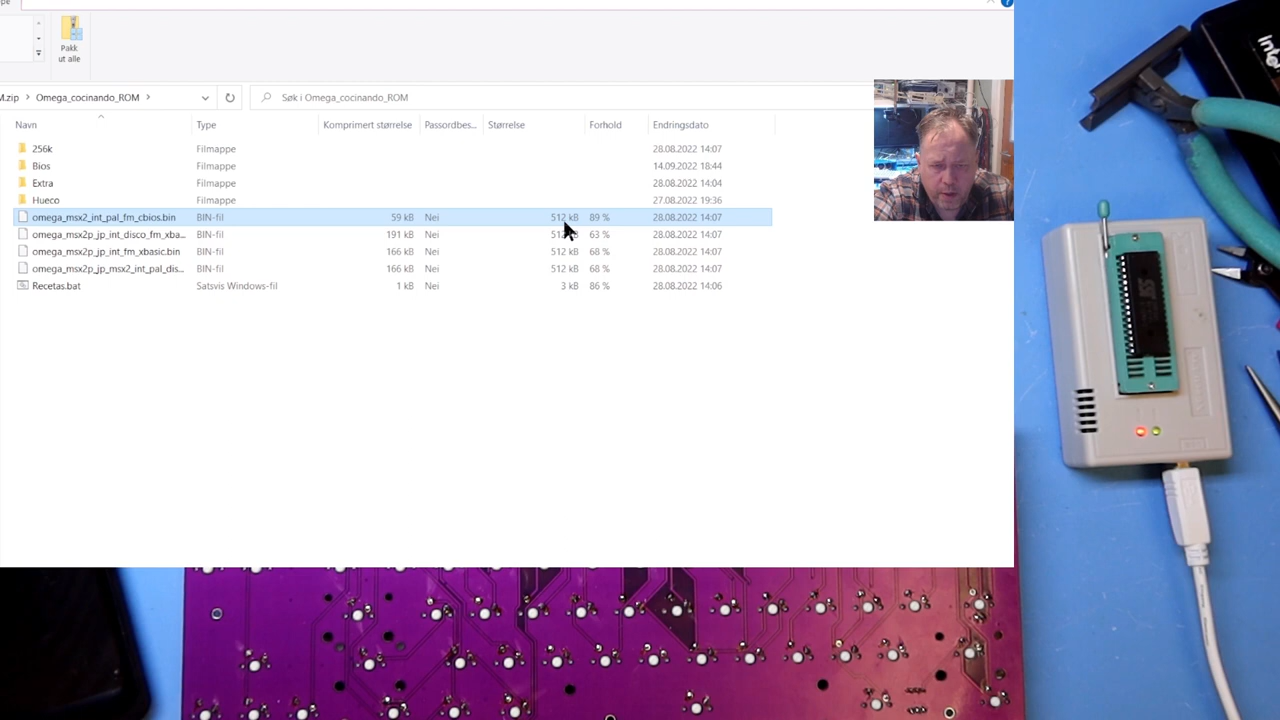 Pakk
ut alle
M.zip > Omega_cocinando_ROM >
Søk i Omega_cocinando_ROM
Navn Type Komprimert størrelse Passordbes... Størrelse Forhold Endringsdato
256k Filmappe 28.08.2022 14:07
Bios Filmappe 14.09.2022 18:44
Extra Filmappe 28.08.2022 14:04
Hueco Filmappe 27.08.2022 19:36
omega_msx2_int_pal_fm_cbios.bin BIN-fil 59 kB Nei 512 kB 89 % 28.08.2022 14:07
omega_msx2p_jp_int_disco_fm_xba... BIN-fil 191 kB Nei 63 % 28.08.2022 14:07
omega_msx2p_jp_int_fm_xbasic.bin BIN-fil 166 kB Nei 512 kB 68 % 28.08.2022 14:07
omega_msx2p_jp_msx2_int_pal_dis... BIN-fil 166 kB Nei 512 kB 68 % 28.08.2022 14:07
Recetas.bat Satsvis Windows-fil 1 kB Nei 3 kB 86 % 28.08.2022 14:06